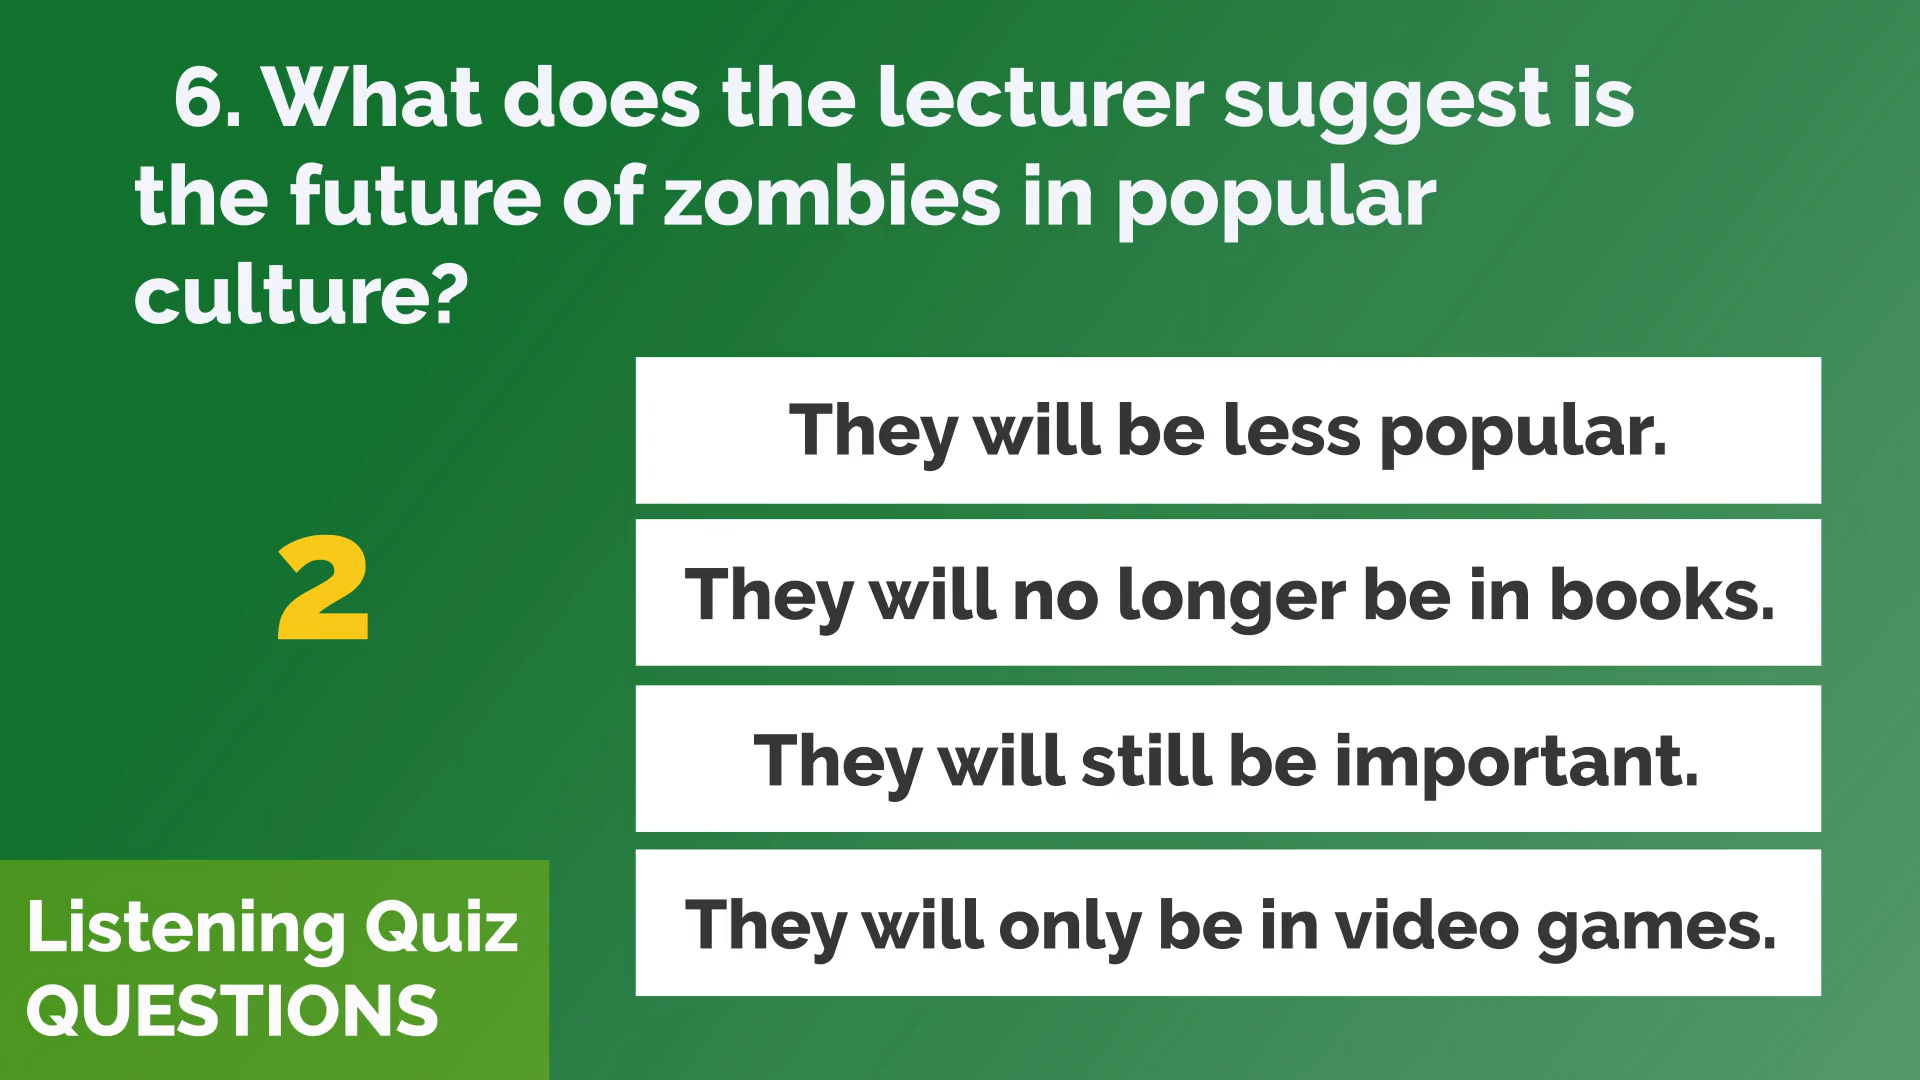 6. What does the lecturer suggest is
the future of zombies in popular
culture?
They will be less popular.
2
They will no longer be in books.
They will still be important.
They will only be in video games.
Listening Quiz
QUESTIONS